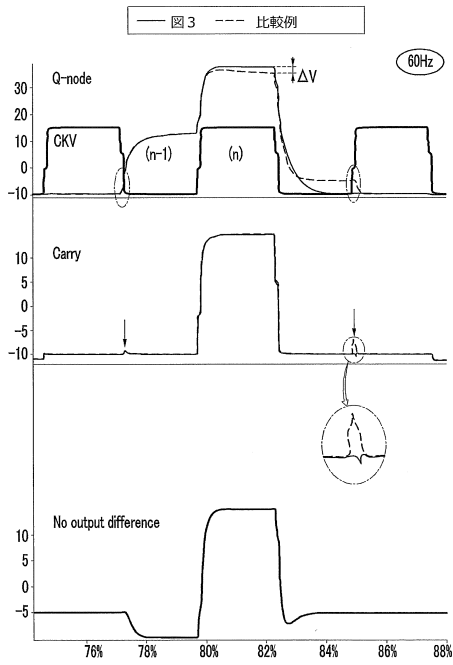 図3 比較例
60Hz
Q-node
ΔV
30
20
10
0
-10
CKV
(n-1)
(n)
Carry
10
5
0
-5
-10
No output difference
10
5
0
-5
76% 78% 80% 82% 84% 86% 88%